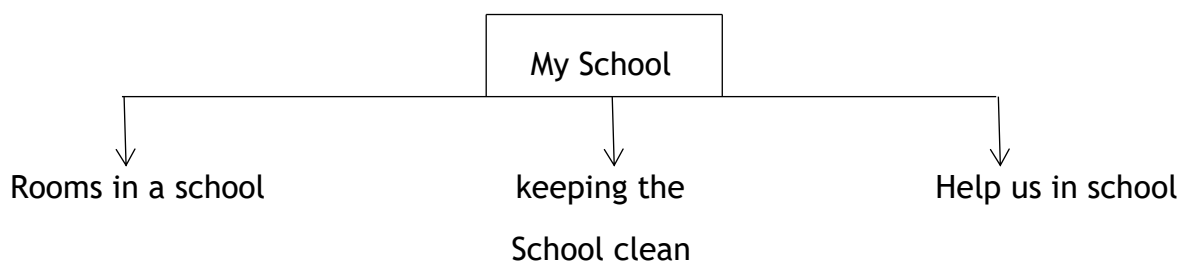 My School
Rooms in a school
keeping the
School clean
Help us in school